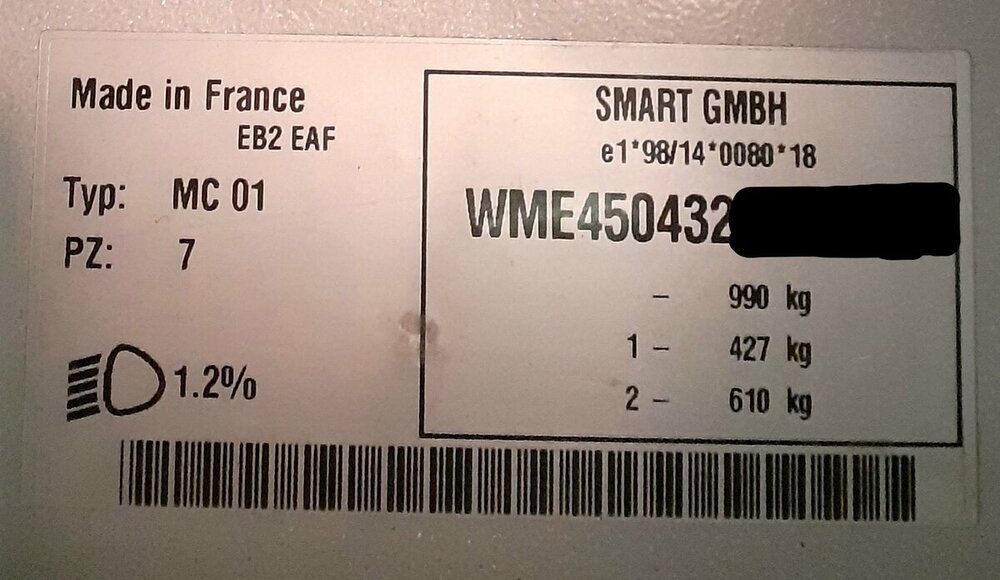 Made in France
EB2 EAF
Typ: MC 01
PZ: 7
1.2%
SMART GMBH
e1*98/14*0080*18
WME450432
– 990 kg
1 – 427 kg
2 – 610 kg